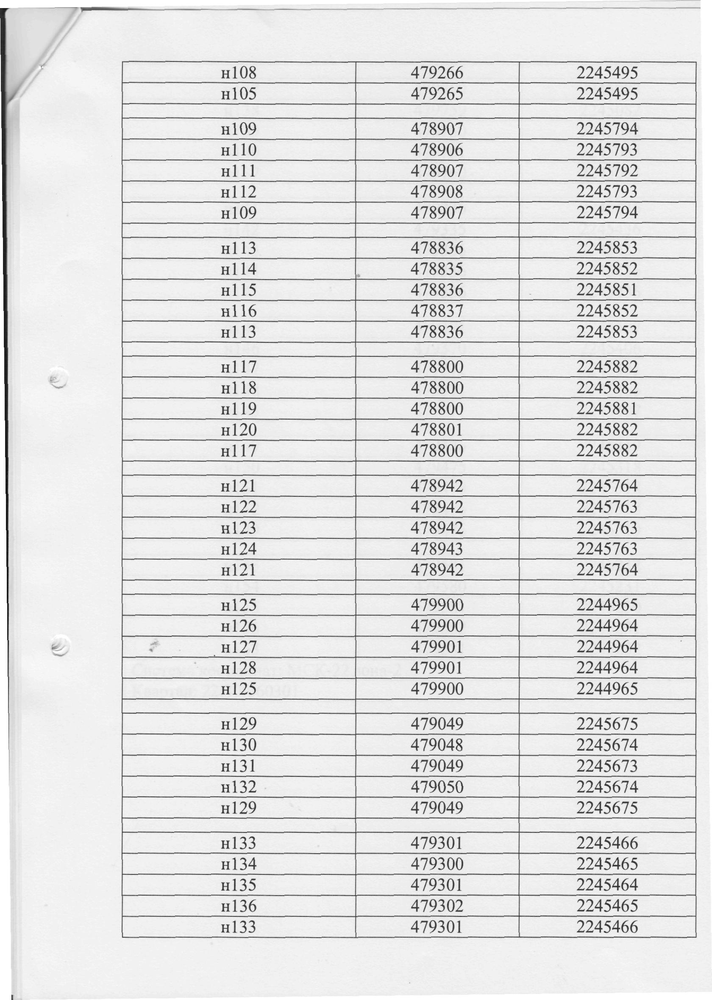 н108 479266 2245495
н105 479265 2245495
н109 478907 2245794
н110 478906 2245793
н111 478907 2245792
н112 478908 2245793
н109 478907 2245794
н113 478836 2245853
н114 478835 2245852
н115 478836 2245851
н116 478837 2245852
н113 478836 2245853
н117 478800 2245882
н118 478800 2245882
н119 478800 2245881
н120 478801 2245882
н117 478800 2245882
н121 478942 2245764
н122 478942 2245763
н123 478942 2245763
н124 478943 2245763
н121 478942 2245764
н125 479900 2244965
н126 479900 2244964
н127 479901 2244964
н128 479901 2244964
н125 479900 2244965
н129 479049 2245675
н130 479048 2245674
н131 479049 2245673
н132 479050 2245674
н129 479049 2245675
н133 479301 2245466
н134 479300 2245465
н135 479301 2245464
н136 479302 2245465
н133 479301 2245466